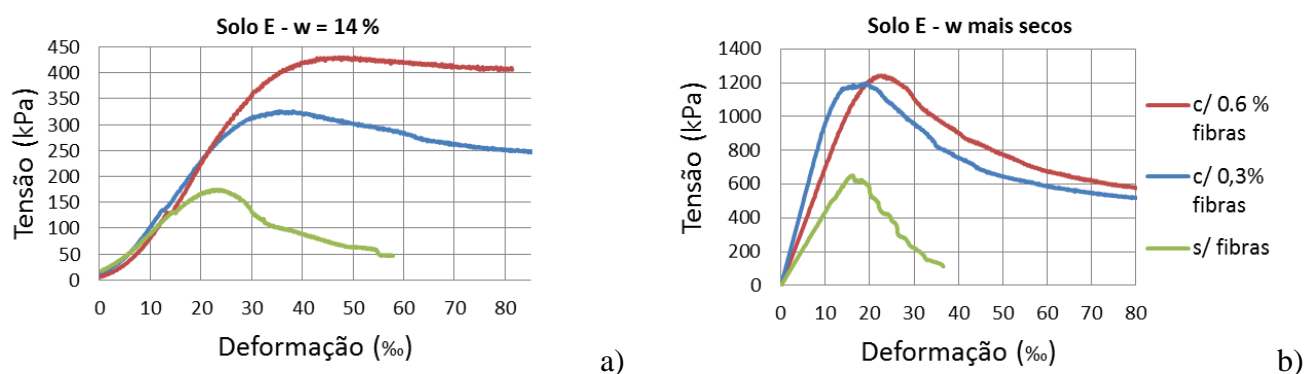 Solo E - w = 14 %
Tensão (kPa)
450
400
350
300
250
200
150
100
50
0
0 10 20 30 40 50 60 70 80
Deformação (‰)
a)
Solo E - w mais secos
Tensão (kPa)
1400
1200
1000
800
600
400
200
0
0 10 20 30 40 50 60 70 80
Deformação (‰)
c/ 0.6 %
fibras
c/ 0,3%
fibras
s/ fibras
b)